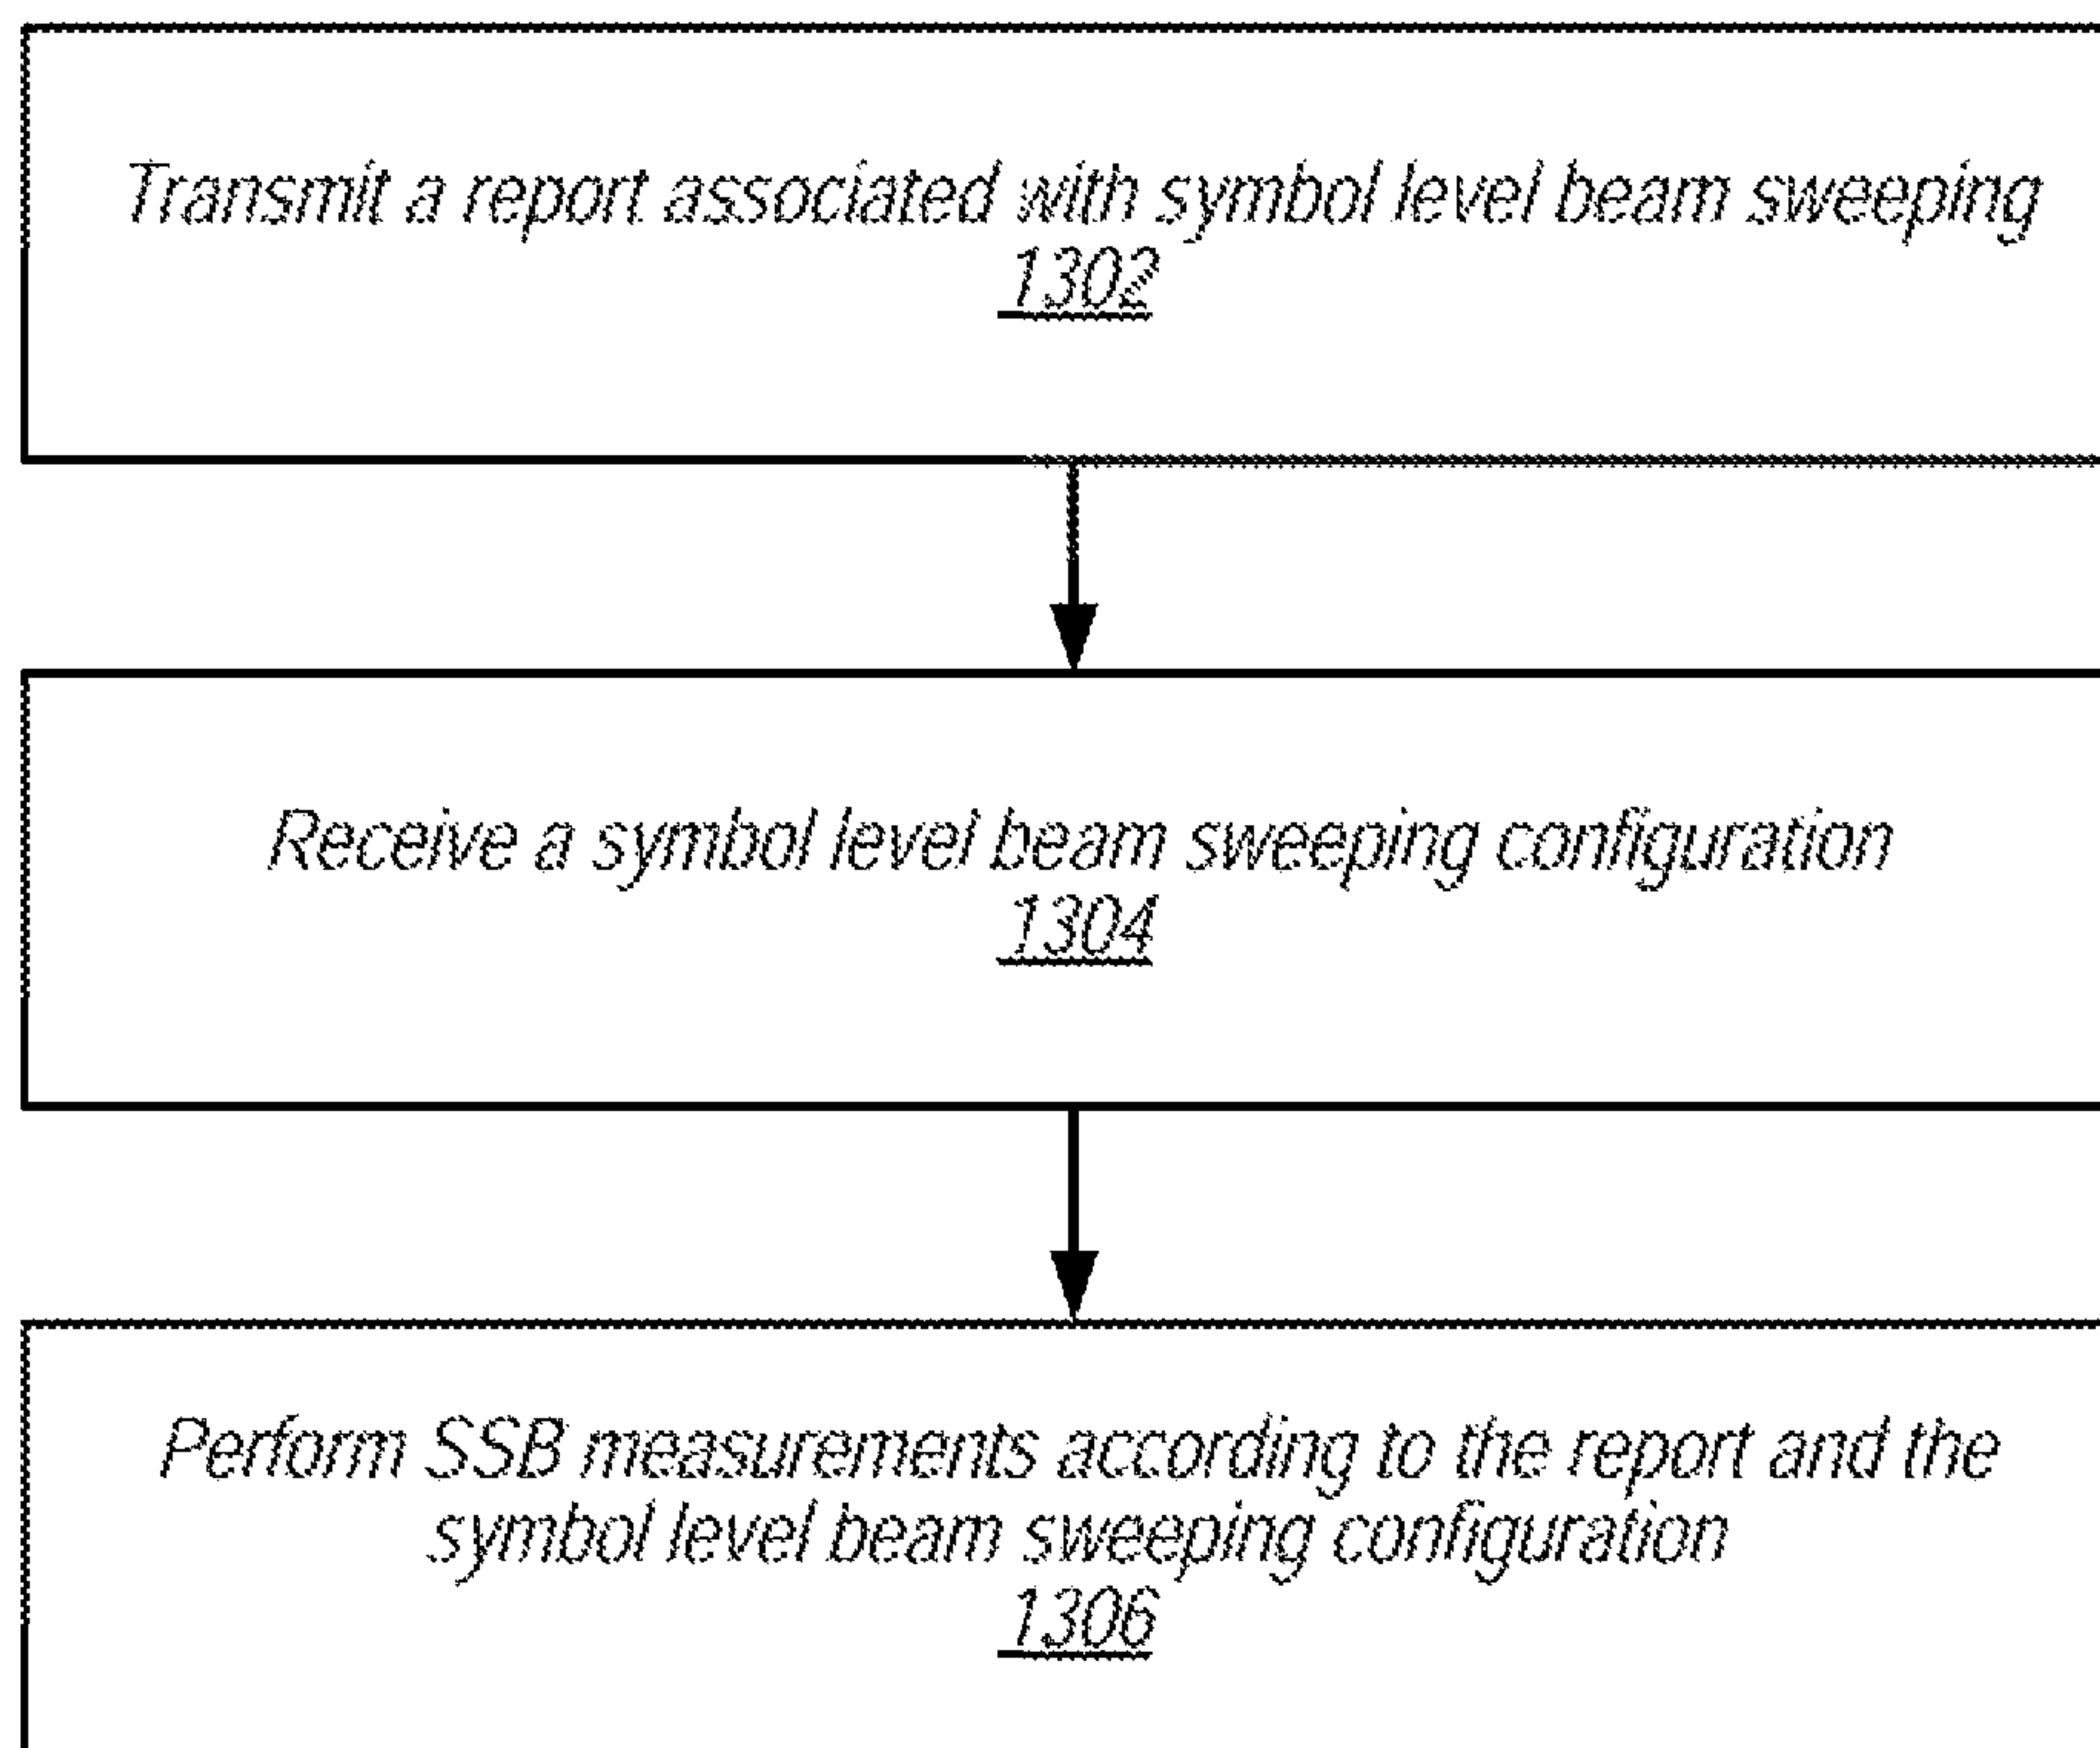 Transmit a report associated with symbol level beam sweeping
1302
Receive a symbol level beam sweeping configuration
1304
Perform SSB measurements according to the report and the
symbol level beam sweeping configuration
1306